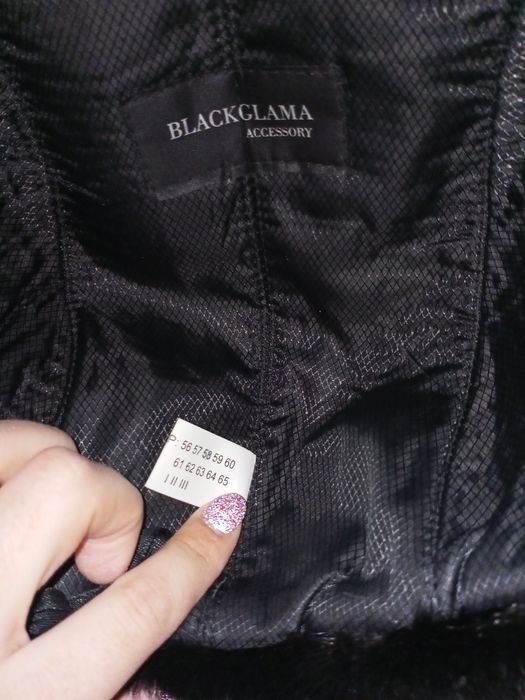 BLACKGLAMA
ACCESSORY
Р: 56 57 58 59 60
61 62 63 64 65
I II III